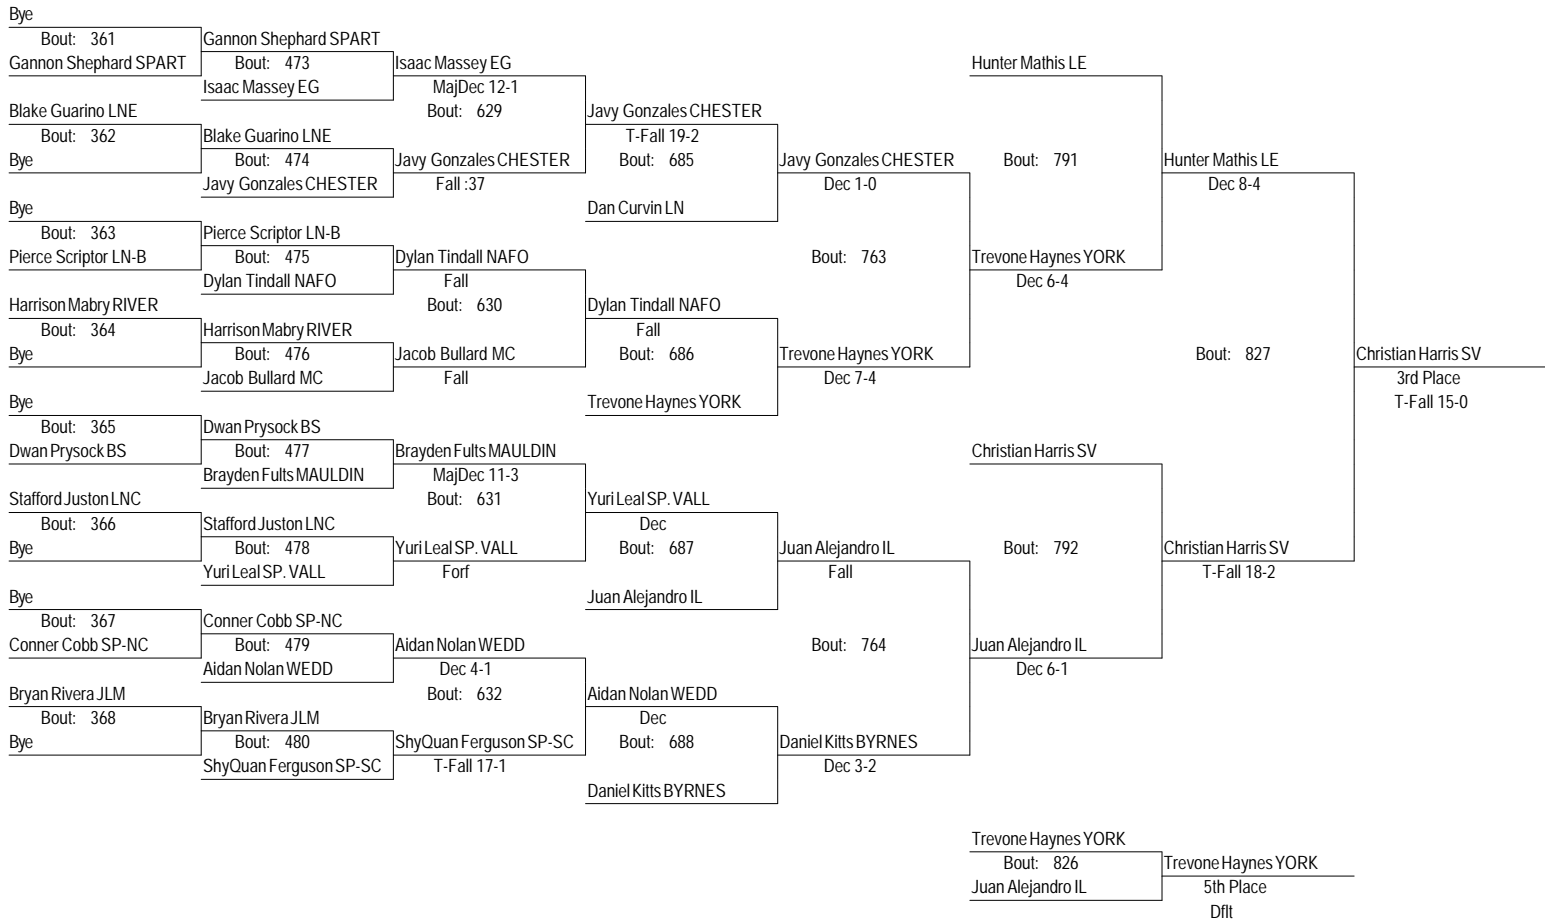 Bye
Bout: 361
Gannon Shephard SPART
Gannon Shephard SPART
Bout: 473
Isaac Massey EG
Isaac Massey EG
MajDec 12-1
Bout: 629
Hunter Mathis LE
Blake Guarino LNE
Bout: 362
Bye
Blake Guarino LNE
Bout: 474
Javy Gonzales CHESTER
Javy Gonzales CHESTER
Fall :37
Javy Gonzales CHESTER
T-Fall 19-2
Bout: 685
Dan Curvin LN
Javy Gonzales CHESTER
Dec 1-0
Bout: 791
Hunter Mathis LE
Dec 8-4
Bye
Bout: 363
Pierce Scriptor LN-B
Pierce Scriptor LN-B
Bout: 475
Dylan Tindall NAFO
Dylan Tindall NAFO
Fall
Bout: 630
Bout: 763
Trevone Haynes YORK
Dec 6-4
Harrison Mabry RIVER
Bout: 364
Bye
Harrison Mabry RIVER
Bout: 476
Jacob Bullard MC
Jacob Bullard MC
Fall
Dylan Tindall NAFO
Fall
Bout: 686
Trevone Haynes YORK
Trevone Haynes YORK
Dec 7-4
Bout: 827
Christian Harris SV
3rd Place
T-Fall 15-0
Bye
Bout: 365
Dwan Prysock BS
Dwan Prysock BS
Bout: 477
Brayden Fults MAULDIN
Brayden Fults MAULDIN
MajDec 11-3
Bout: 631
Christian Harris SV
Stafford Juston LNC
Bout: 366
Bye
Stafford Juston LNC
Bout: 478
Yuri Leal SP. VALL
Yuri Leal SP. VALL
Forf
Yuri Leal SP. VALL
Dec
Bout: 687
Juan Alejandro IL
Juan Alejandro IL
Fall
Bout: 792
Christian Harris SV
T-Fall 18-2
Bye
Bout: 367
Conner Cobb SP-NC
Conner Cobb SP-NC
Bout: 479
Aidan Nolan WEDD
Aidan Nolan WEDD
Dec 4-1
Bout: 632
Bout: 764
Juan Alejandro IL
Dec 6-1
Bryan Rivera JLM
Bout: 368
Bye
Bryan Rivera JLM
Bout: 480
ShyQuan Ferguson SP-SC
ShyQuan Ferguson SP-SC
T-Fall 17-1
Aidan Nolan WEDD
Dec
Bout: 688
Daniel Kitts BYRNES
Daniel Kitts BYRNES
Dec 3-2
Trevone Haynes YORK
Bout: 826
Juan Alejandro IL
Trevone Haynes YORK
5th Place
Dflt